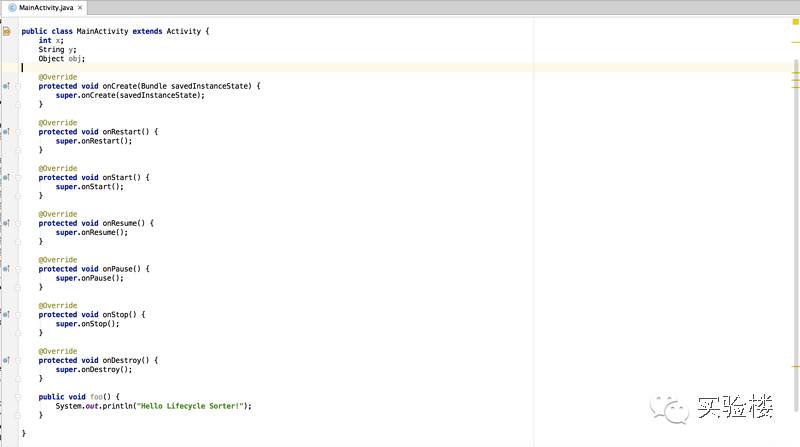 MainActivity.java
public class MainActivity extends Activity {
int x;
String y;
Object obj;
@Override
protected void onCreate(Bundle savedInstanceState) {
super.onCreate(savedInstanceState);
}
@Override
protected void onRestart() {
super.onRestart();
}
@Override
protected void onStart() {
super.onStart();
}
@Override
protected void onResume() {
super.onResume();
}
@Override
protected void onPause() {
super.onPause();
}
@Override
protected void onStop() {
super.onStop();
}
@Override
protected void onDestroy() {
super.onDestroy();
}
public void foo() {
System.out.println("Hello Lifecycle Sorter!");
}
}
实验楼